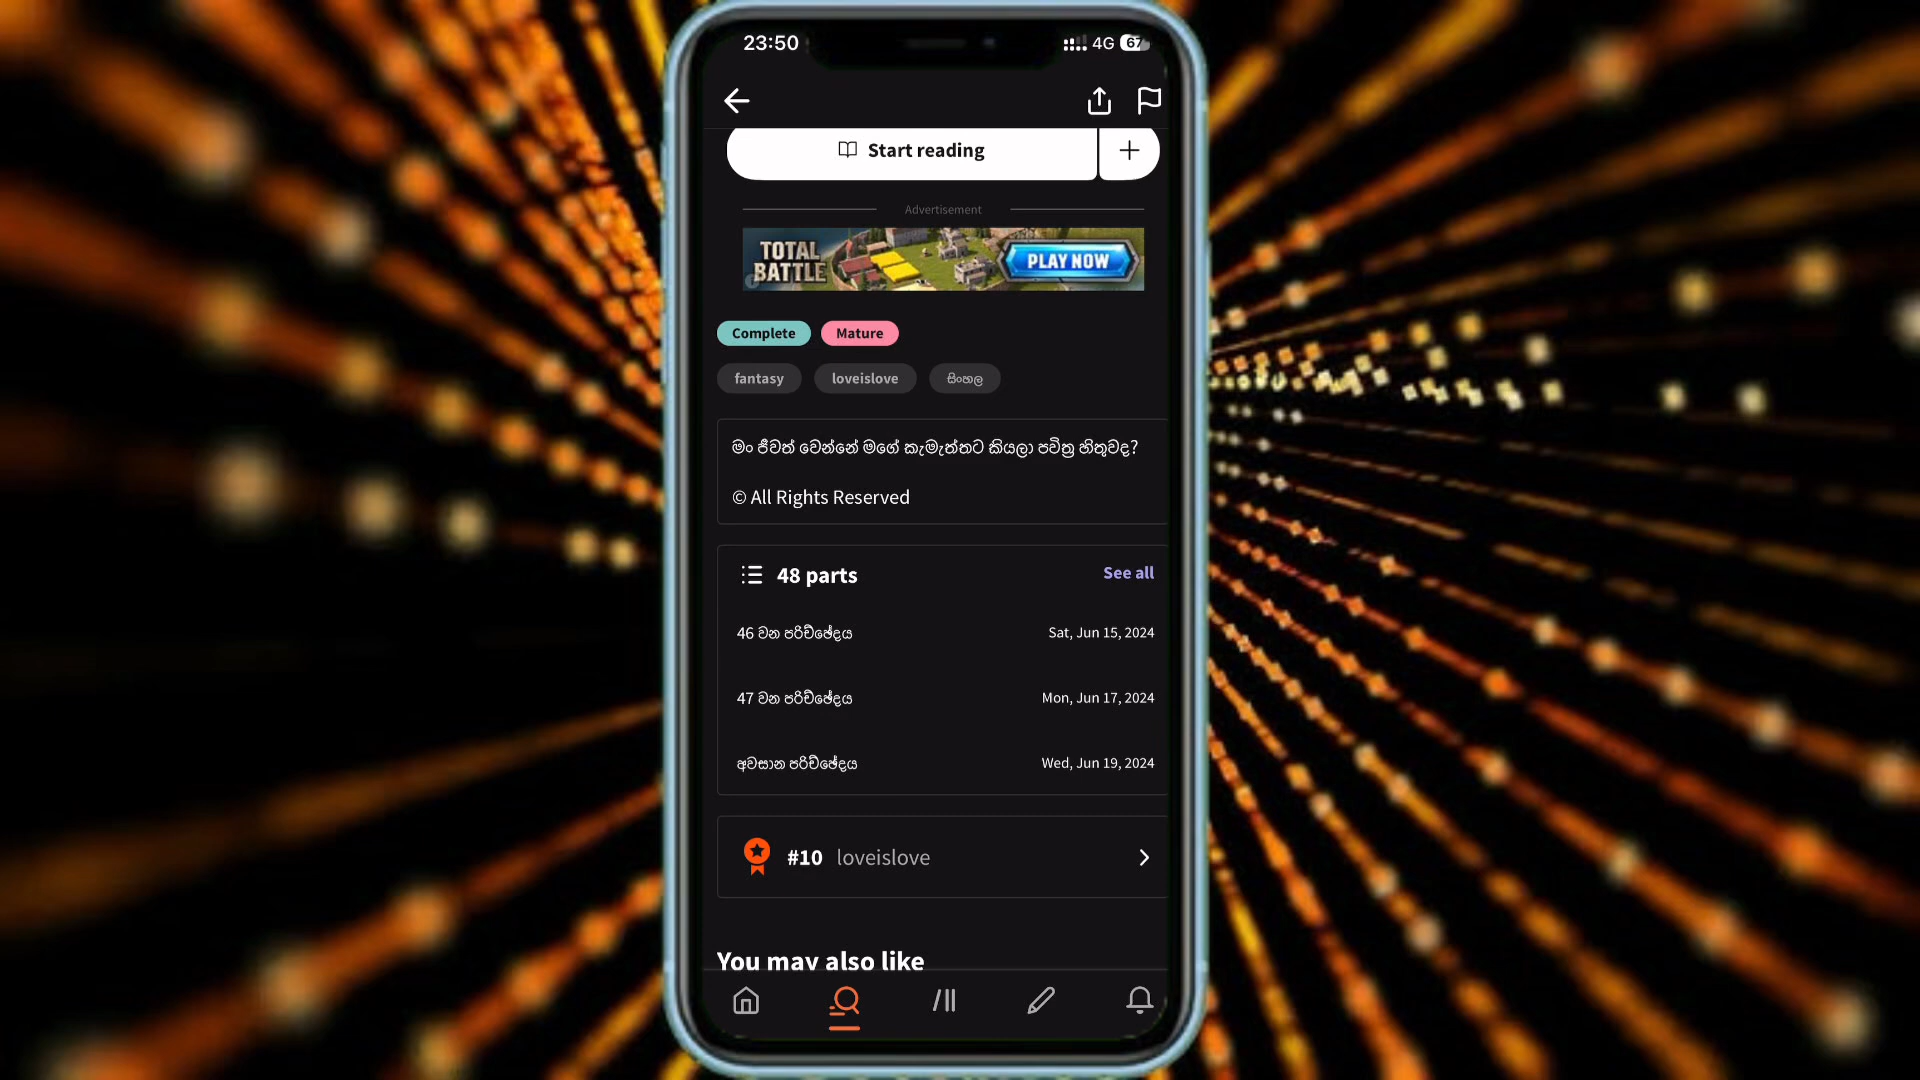 23:50
4G 67
Start reading
Advertisement
TOTAL
BATTLE
PLAY NOW
Complete Mature
fantasy loveislove සිංහල
මං ජීවත් වෙන්නේ මගේ කැමැත්තට කියලා පවිත්‍ර හිතුවද?
© All Rights Reserved
48 parts See all
46 වන පරිච්ඡේදය Sat, Jun 15, 2024
47 වන පරිච්ඡේදය Mon, Jun 17, 2024
අවසාන පරිච්ඡේදය Wed, Jun 19, 2024
#10 loveislove
You may also like